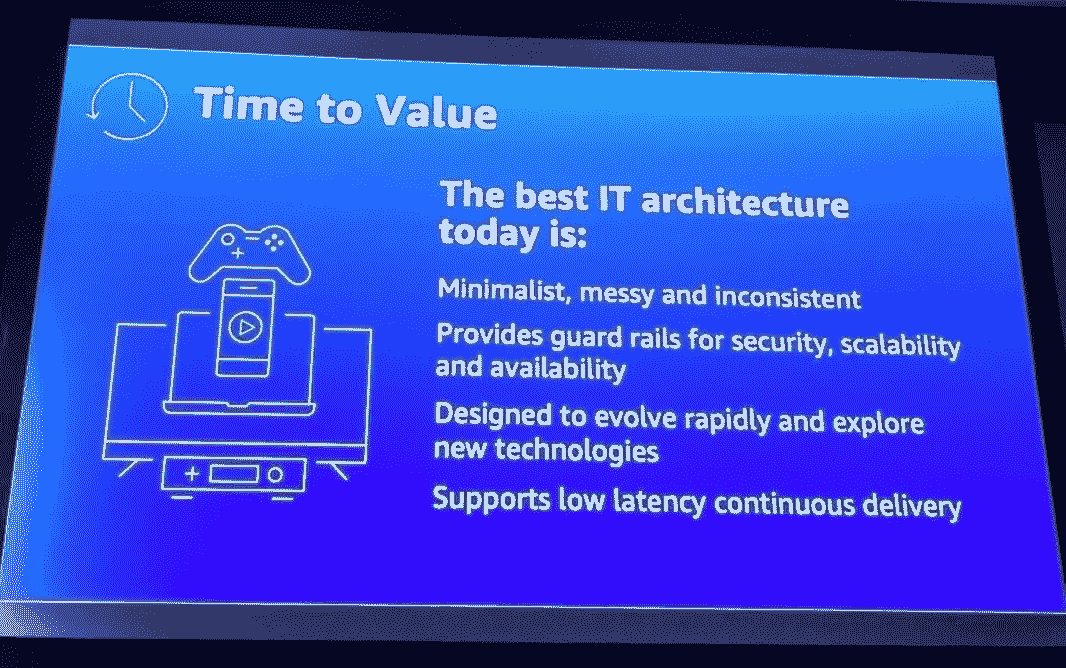 Time to Value
The best IT architecture
today is:
Minimalist, messy and inconsistent
Provides guard rails for security, scalability
and availability
Designed to evolve rapidly and explore
new technologies
Supports low latency continuous delivery